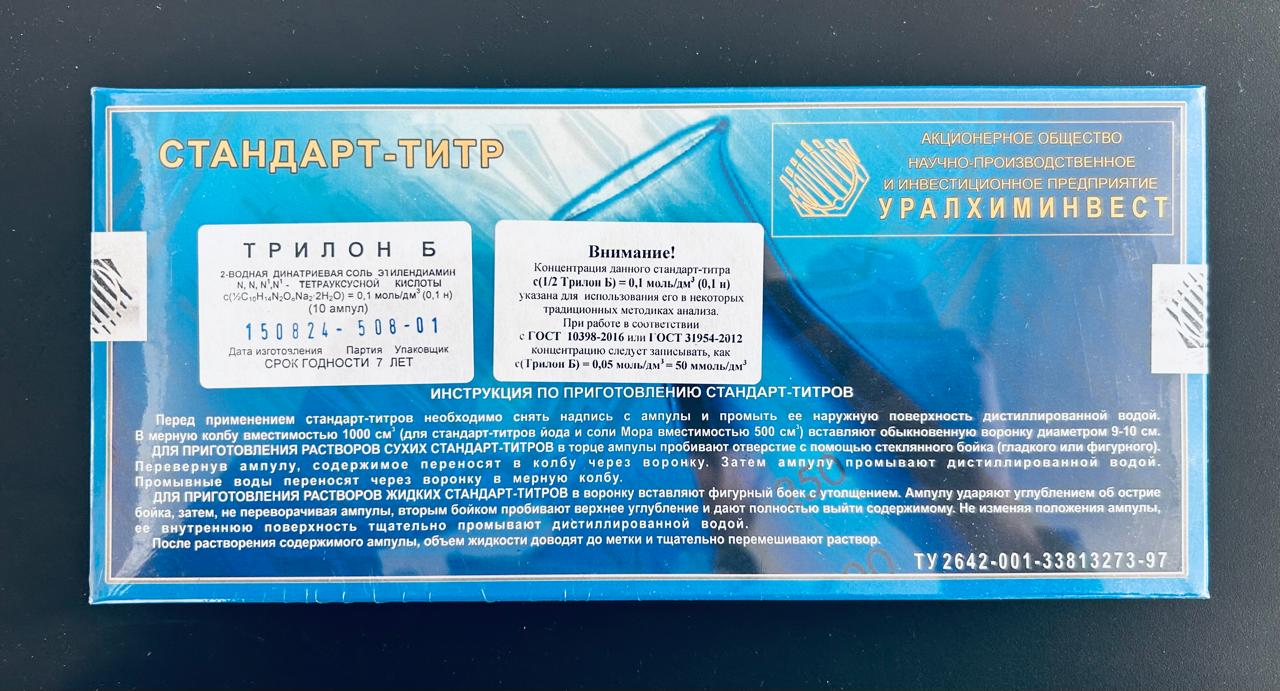 СТАНДАРТ-ТИТР
АКЦИОНЕРНОЕ ОБЩЕСТВО
НАУЧНО-ПРОИЗВОДСТВЕННОЕ
И ИНВЕСТИЦИОННОЕ ПРЕДПРИЯТИЕ
УРАЛХИМИНВЕСТ
ТРИЛОН Б
2-ВОДНАЯ ДИНАТРИЕВАЯ СОЛЬ ЭТИЛЕНДИАМИН
N, N, N¹,N¹ - ТЕТРАУКСУСНОЙ КИСЛОТЫ
с(½C₁₀H₁₄N₂O₈Na₂·2H₂O) = 0,1 моль/дм³ (0,1 н)
(10 ампул)
150824- 508-01
Дата изготовления Партия Упаковщик
СРОК ГОДНОСТИ 7 ЛЕТ
Внимание!
Концентрация данного стандарт-титра
с(1/2 Трилон Б) = 0,1 моль/дм³ (0,1 н)
указана для использования его в некоторых
традиционных методиках анализа.
При работе в соответствии
с ГОСТ 10398-2016 или ГОСТ 31954-2012
концентрацию следует записывать, как
с(Трилон Б) = 0,05 моль/дм³ = 50 ммоль/дм³
ИНСТРУКЦИЯ ПО ПРИГОТОВЛЕНИЮ СТАНДАРТ-ТИТРОВ
Перед применением стандарт-титров необходимо снять надпись с ампулы и промыть ее наружную поверхность дистиллированной водой.
В мерную колбу вместимостью 1000 см³ (для стандарт-титров йода и соли Мора вместимостью 500 см³) вставляют обыкновенную воронку диаметром 9-10 см.
ДЛЯ ПРИГОТОВЛЕНИЯ РАСТВОРОВ СУХИХ СТАНДАРТ-ТИТРОВ в торце ампулы пробивают отверстие с помощью стеклянного бойка (гладкого или фигурного).
Перевернув ампулу, содержимое переносят в колбу через воронку. Затем ампулу промывают дистиллированной водой.
Промывные воды переносят через воронку в мерную колбу.
ДЛЯ ПРИГОТОВЛЕНИЯ РАСТВОРОВ ЖИДКИХ СТАНДАРТ-ТИТРОВ в воронку вставляют фигурный боек с утолщением. Ампулу ударяют углублением об острие
бойка, затем, не переворачивая ампулы, вторым бойком пробивают верхнее углубление и дают полностью выйти содержимому. Не изменяя положения ампулы,
ее внутреннюю поверхность тщательно промывают дистиллированной водой.
После растворения содержимого ампулы, объем жидкости доводят до метки и тщательно перемешивают раствор.
250
ТУ 2642-001-33813273-97